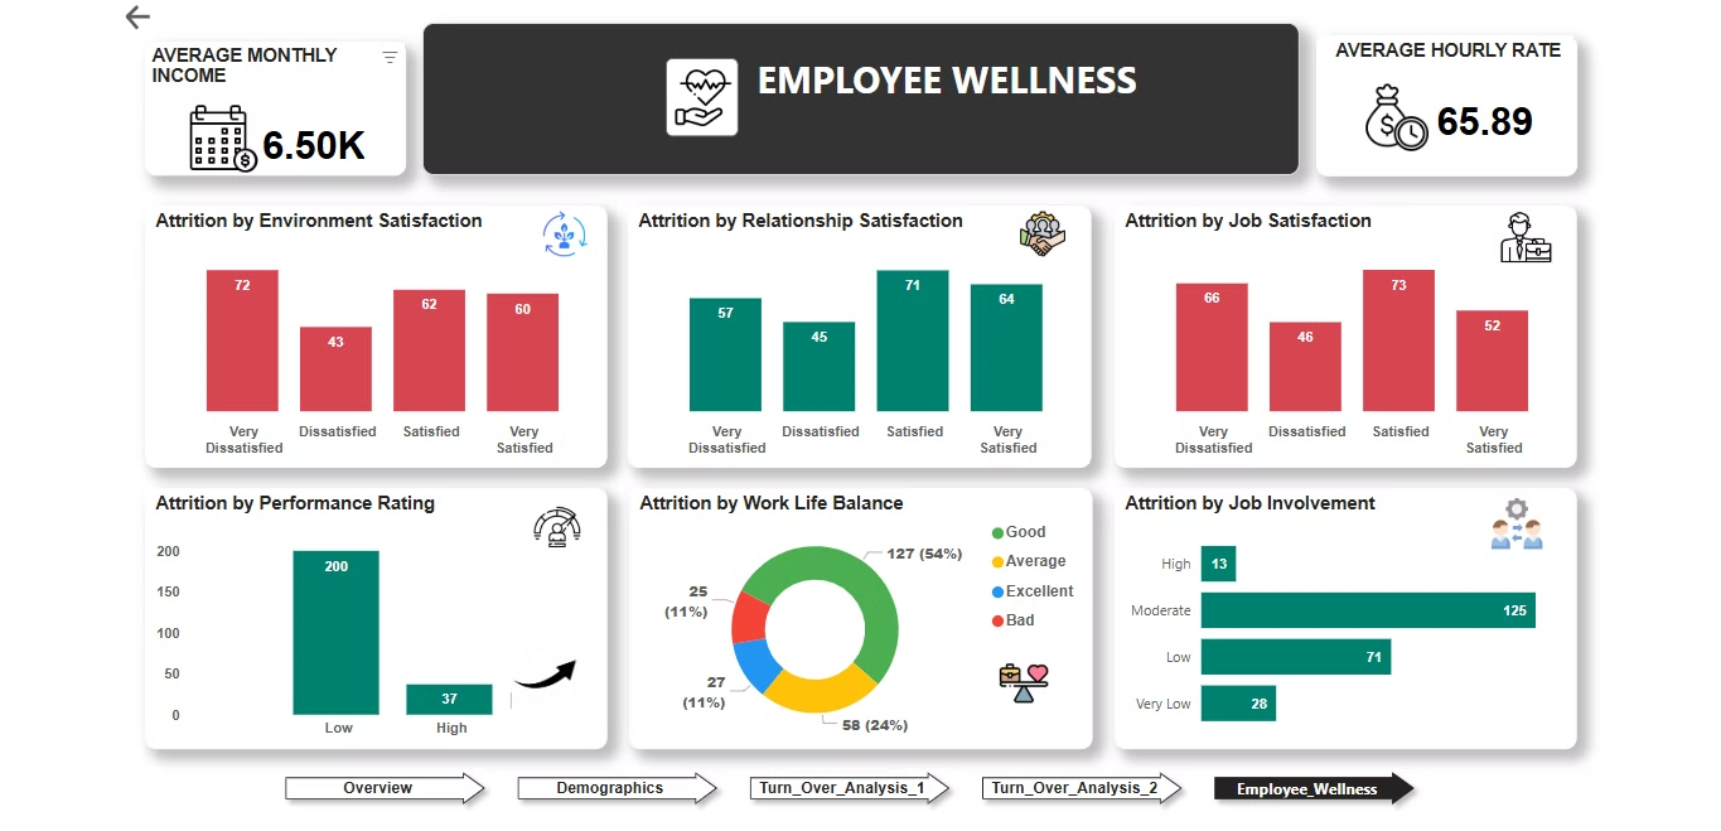 AVERAGE MONTHLY
INCOME
6.50K
EMPLOYEE WELLNESS
AVERAGE HOURLY RATE
65.89
Attrition by Environment Satisfaction
72
43
62
60
Very
Dissatisfied
Dissatisfied
Satisfied
Very
Satisfied
Attrition by Relationship Satisfaction
57
45
71
64
Very
Dissatisfied
Dissatisfied
Satisfied
Very
Satisfied
Attrition by Job Satisfaction
66
46
73
52
Very
Dissatisfied
Dissatisfied
Satisfied
Very
Satisfied
Attrition by Performance Rating
200
150
100
50
0
200
37
Low
High
Attrition by Work Life Balance
127 (54%)
25
(11%)
27
(11%)
58 (24%)
Good
Average
Excellent
Bad
Attrition by Job Involvement
High
13
Moderate
125
Low
71
Very Low
28
Overview
Demographics
Turn_Over_Analysis_1
Turn_Over_Analysis_2
Employee_Wellness